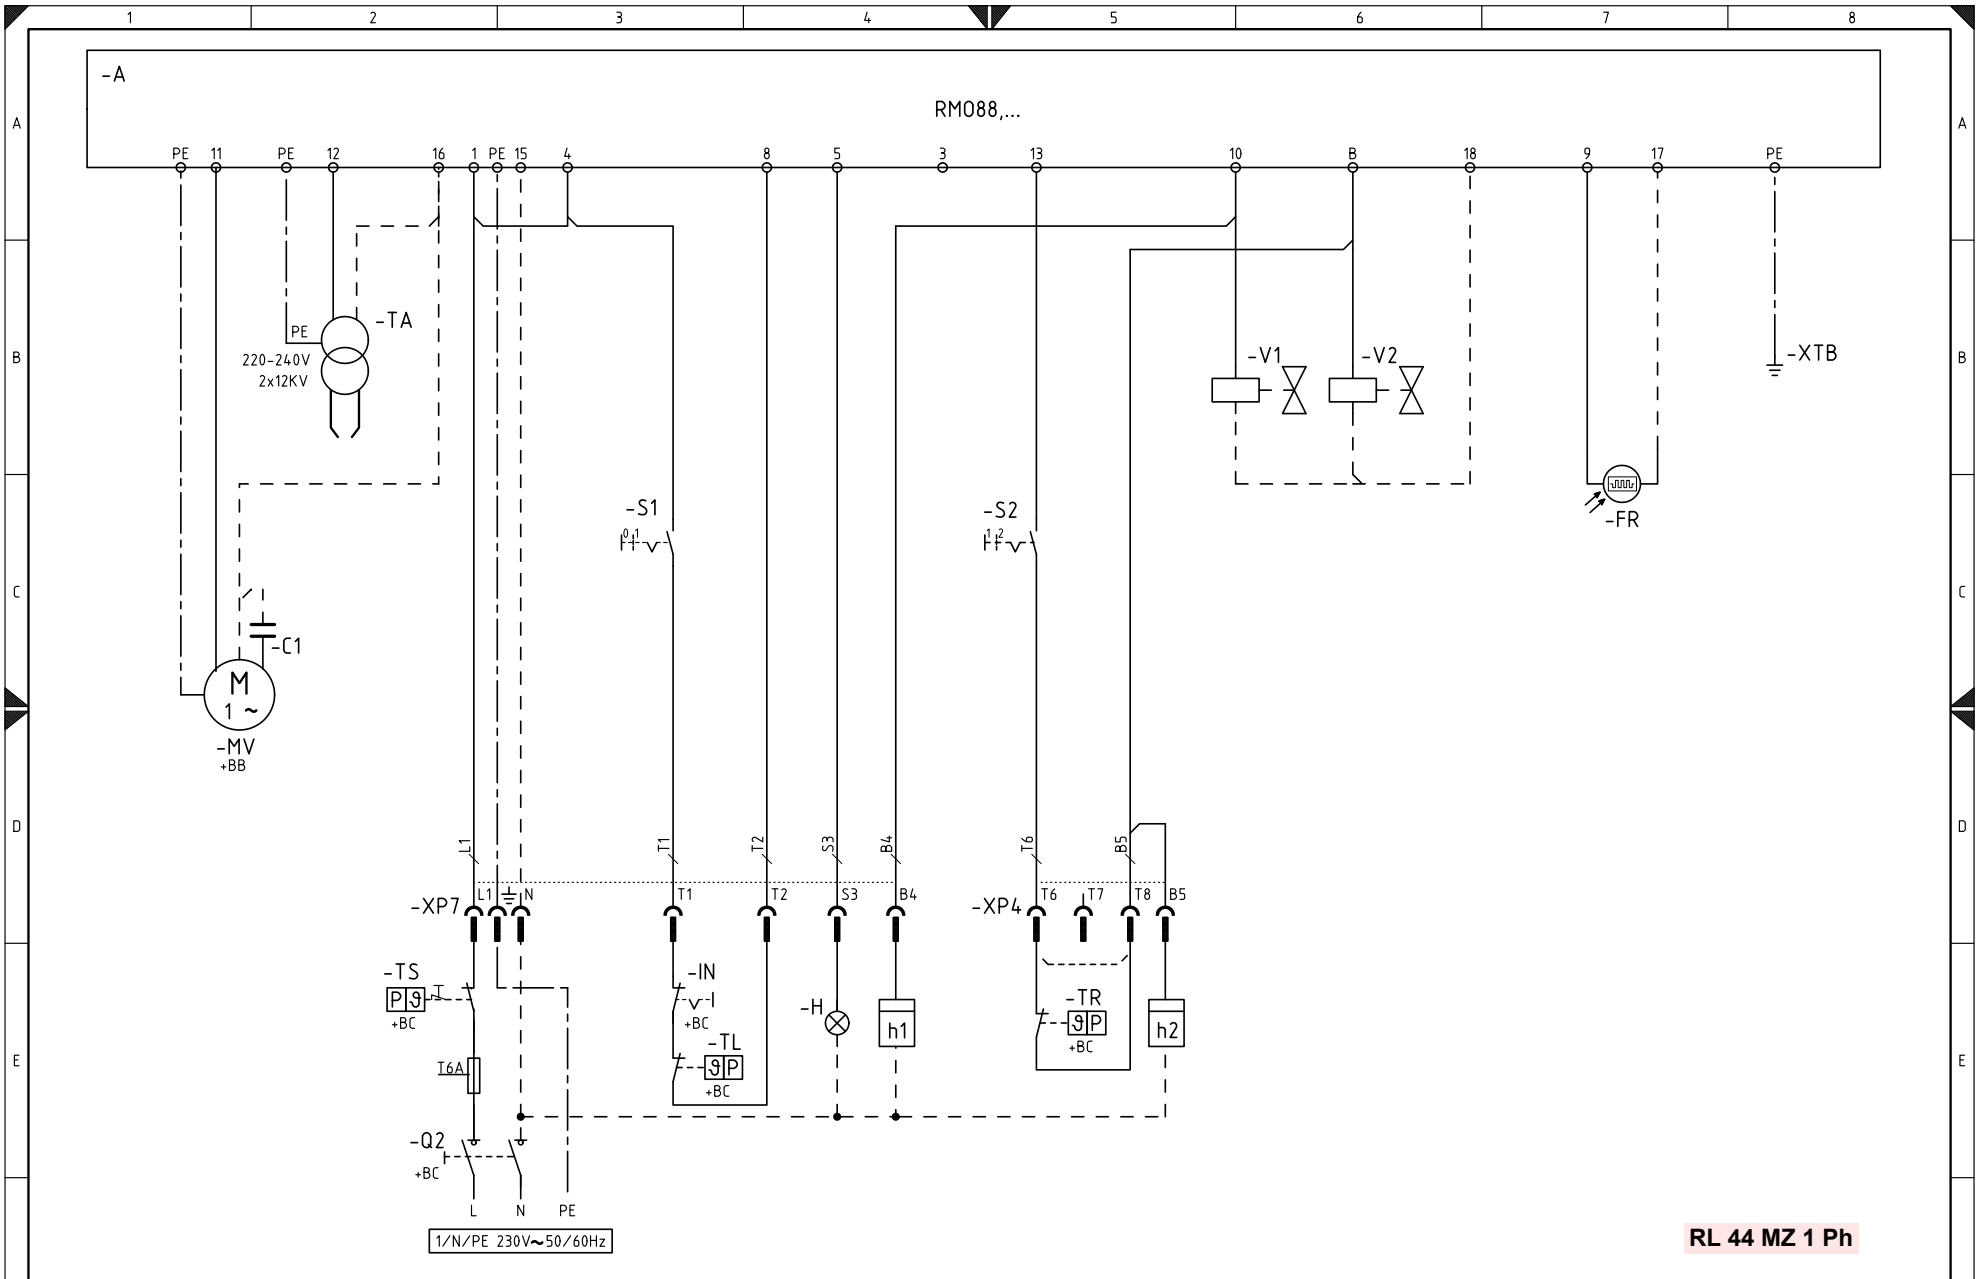 1 2 3 4 5 6 7 8
-A
RMO88,...
A A
PE 11 PE 12 16 1 PE 15 4 8 5 3 13 10 B 18 9 17 PE
-TA
PE
220-240V
2x12KV
-V1 -V2 -XTB
B B
-S1 -S2
0 1 1 2
-FR
C C
-C1
M
1 ~
-MV
+BB
D D
L1 T1 T2 S3 B4 T6 B5
-XP7 L1 N T1 T2 S3 B4 -XP4 T6 T7 T8 B5
-TS -IN
P ϑ
+BC +BC
-H h1
-TR
ϑ P
+BC
h2
-TL
ϑ P
+BC
E E
T6A
-Q2
+BC
L N PE
1/N/PE 230V~50/60Hz
RL 44 MZ 1 Ph